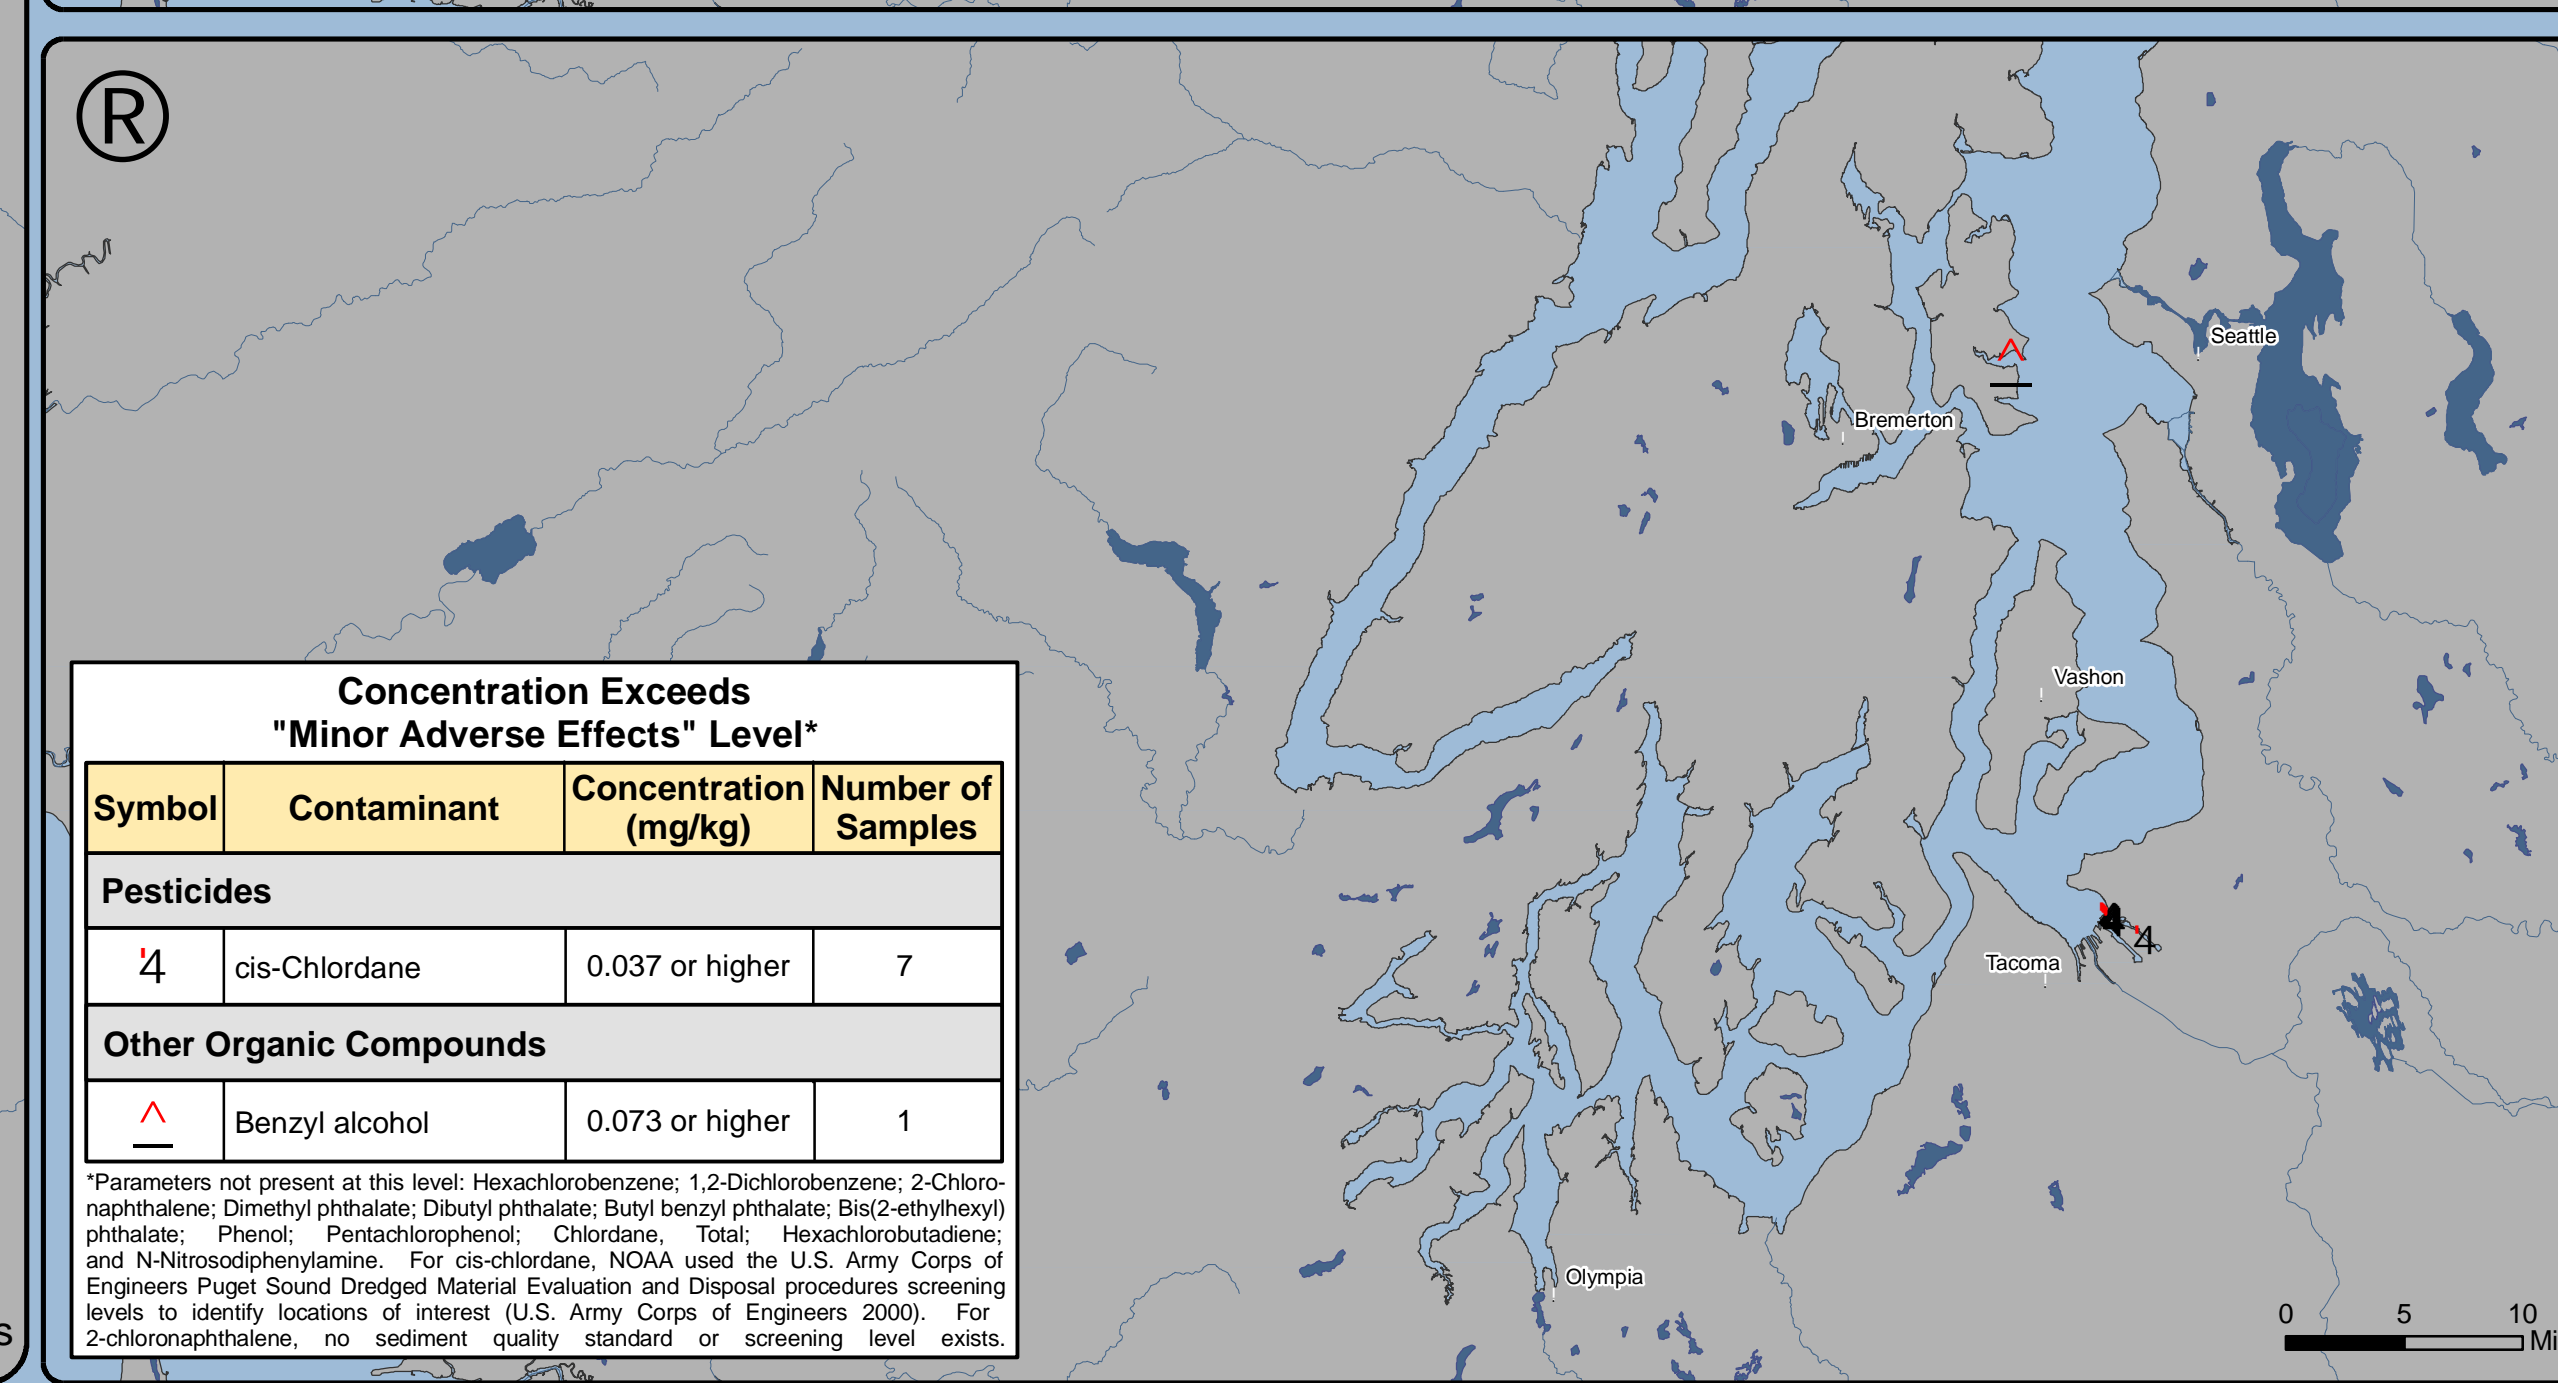 ®
Seattle
Bremerton
Vashon
Tacoma
4
Olympia
0 5 10
Mi
s
Concentration Exceeds
"Minor Adverse Effects" Level*
Symbol Contaminant Concentration (mg/kg) Number of Samples
Pesticides
'4 cis-Chlordane 0.037 or higher 7
Other Organic Compounds
^ Benzyl alcohol 0.073 or higher 1
*Parameters not present at this level: Hexachlorobenzene; 1,2-Dichlorobenzene; 2-Chloro-
naphthalene; Dimethyl phthalate; Dibutyl phthalate; Butyl benzyl phthalate; Bis(2-ethylhexyl)
phthalate; Phenol; Pentachlorophenol; Chlordane, Total; Hexachlorobutadiene;
and N-Nitrosodiphenylamine. For cis-chlordane, NOAA used the U.S. Army Corps of
Engineers Puget Sound Dredged Material Evaluation and Disposal procedures screening
levels to identify locations of interest (U.S. Army Corps of Engineers 2000). For
2-chloronaphthalene, no sediment quality standard or screening level exists.